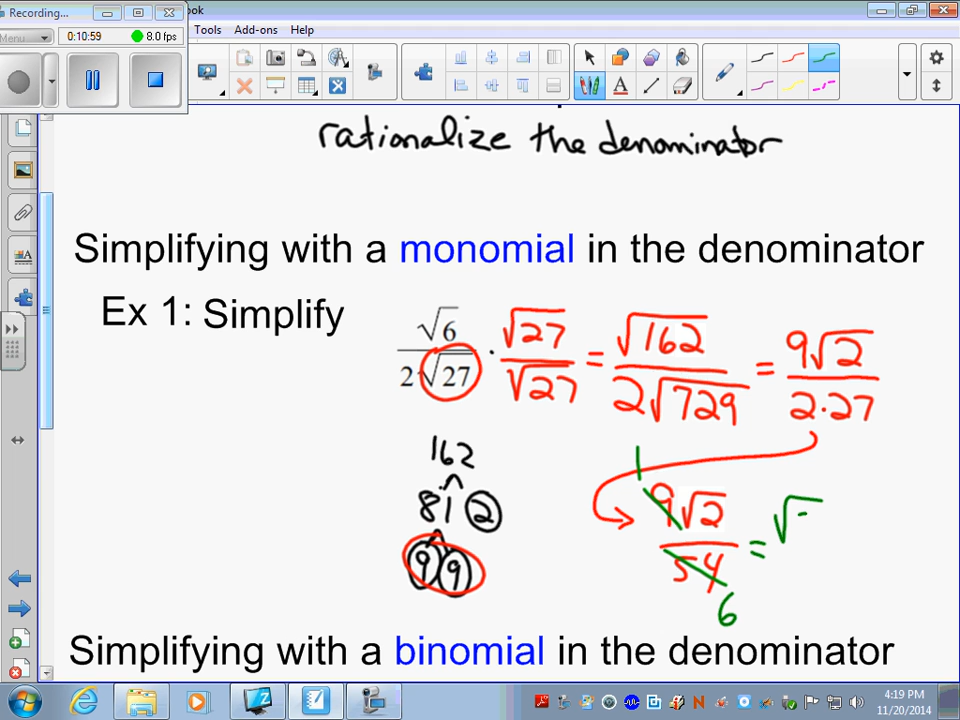 Recording...
ook
Menu
0:10:59
8.0 fps
Tools Add-ons Help
rationalize the denominator
Simplifying with a monomial in the denominator
Ex 1: Simplify
√6 / 2√27 · √27 / √27 = √162 / 2√729 = 9√2 / 2·27
162
81 2
9 9
1
9√2 / 54 = √
6
Simplifying with a binomial in the denominator
4:19 PM
11/20/2014